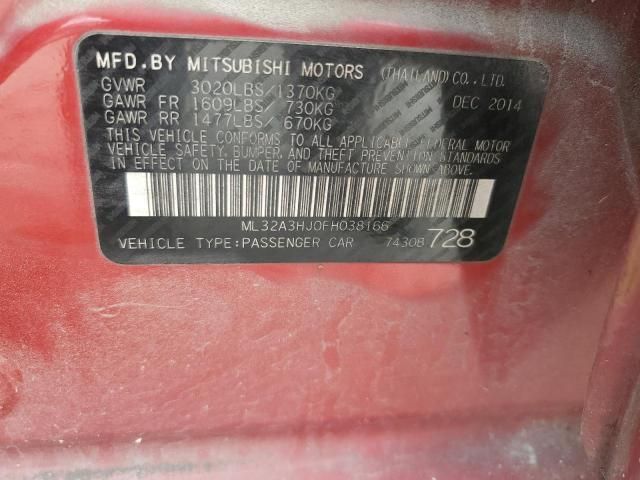 MFD.BY MITSUBISHI MOTORS (THAILAND) CO., LTD.
GVWR 3020LBS/1370KG
GAWR FR 1609LBS/ 730KG DEC 2014
GAWR RR 1477LBS/ 670KG
THIS VEHICLE CONFORMS TO ALL APPLICABLE FEDERAL MOTOR
VEHICLE SAFETY, BUMPER, AND THEFT PREVENTION STANDARDS
IN EFFECT ON THE DATE OF MANUFACTURE SHOWN ABOVE.
ML32A3HJ0FH038166
VEHICLE TYPE:PASSENGER CAR 7430B 728